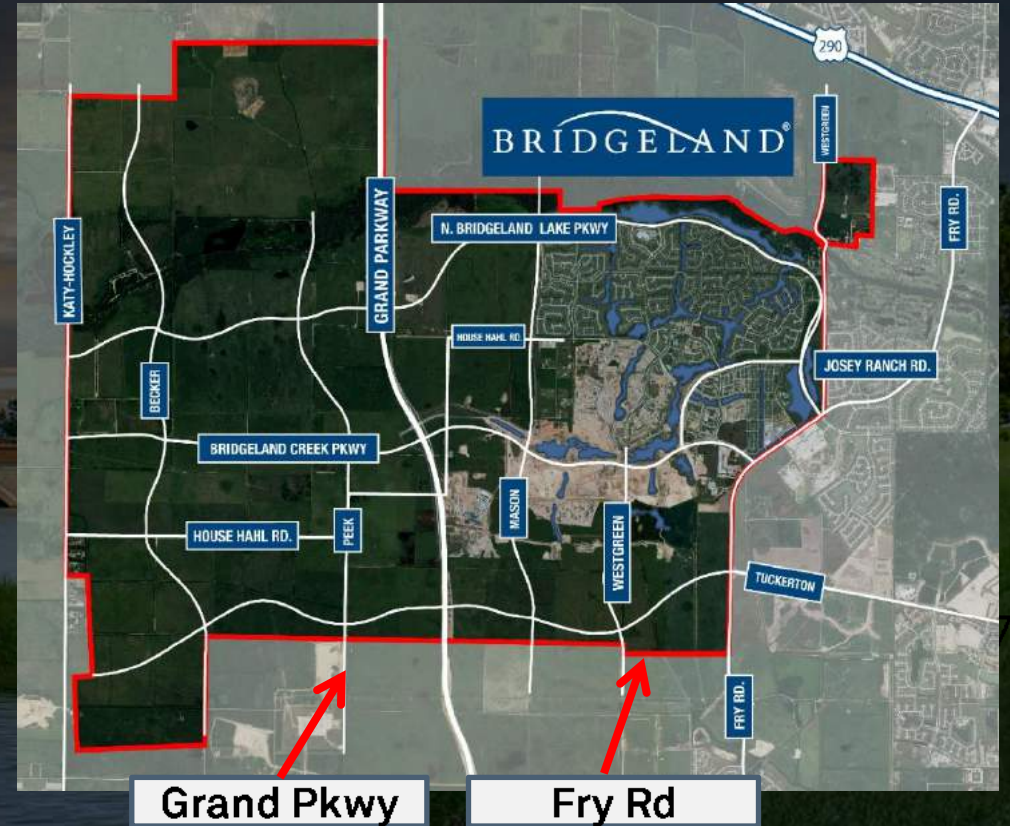 290
BRIDGELAND®
WESTGREEN
FRY RD.
KATY-HOCKLEY
GRAND PARKWAY
N. BRIDGELAND LAKE PKWY
HOUSE HAHL RD.
JOSEY RANCH RD.
BECKER
BRIDGELAND CREEK PKWY
MASON
HOUSE HAHL RD.
PEEK
WESTGREEN
TUCKERTON
FRY RD.
Grand Pkwy
Fry Rd